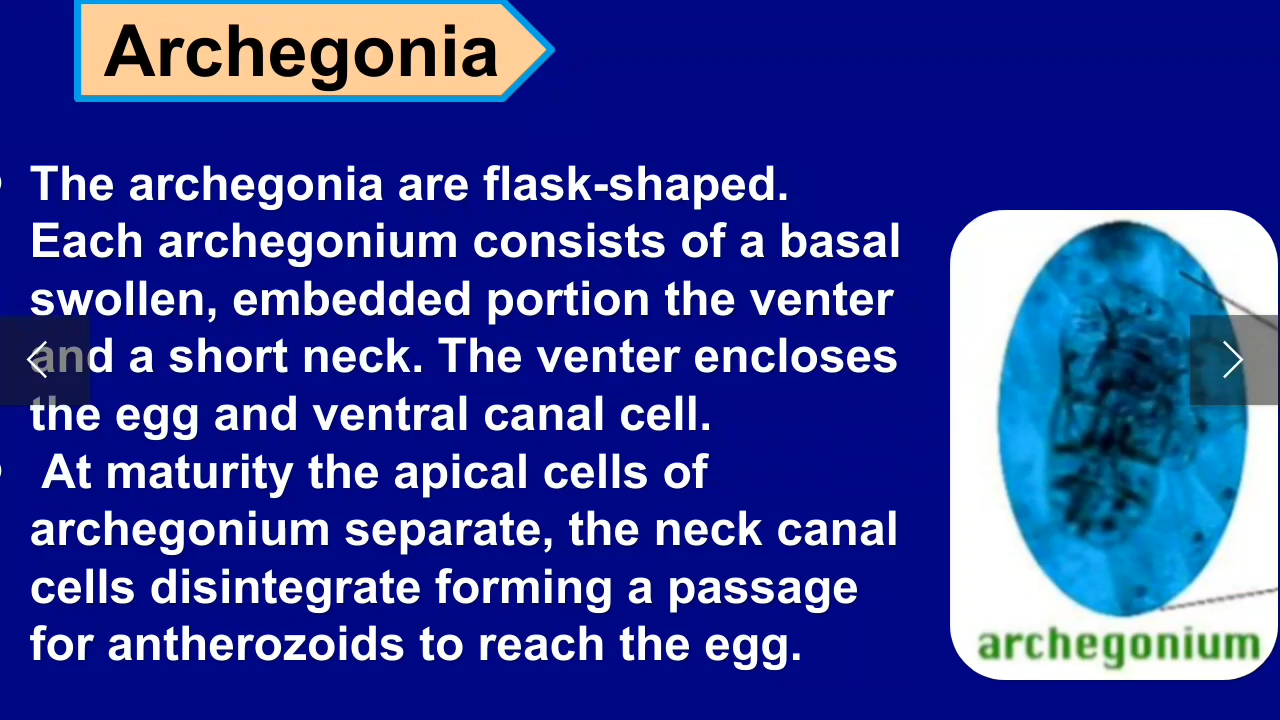 Archegonia
The archegonia are flask-shaped.
Each archegonium consists of a basal
swollen, embedded portion the venter
and a short neck. The venter encloses
the egg and ventral canal cell.
At maturity the apical cells of
archegonium separate, the neck canal
cells disintegrate forming a passage
for antherozoids to reach the egg.
archegonium